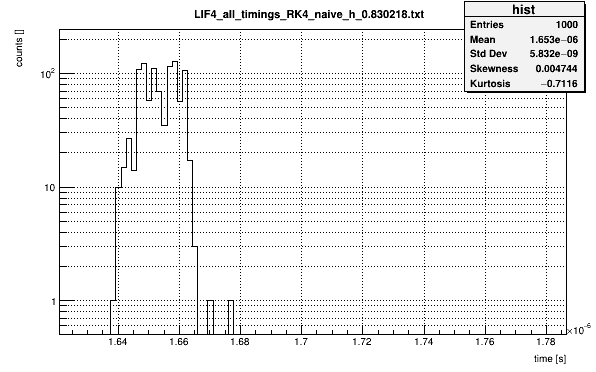 LIF4_all_timings_RK4_naive_h_0.830218.txt
hist
Entries 1000
Mean 1.653e−06
Std Dev 5.832e−09
Skewness 0.004744
Kurtosis −0.7116
counts []
10²
10
1
1.64 1.66 1.68 1.7 1.72 1.74 1.76 1.78
×10⁻⁶
time [s]